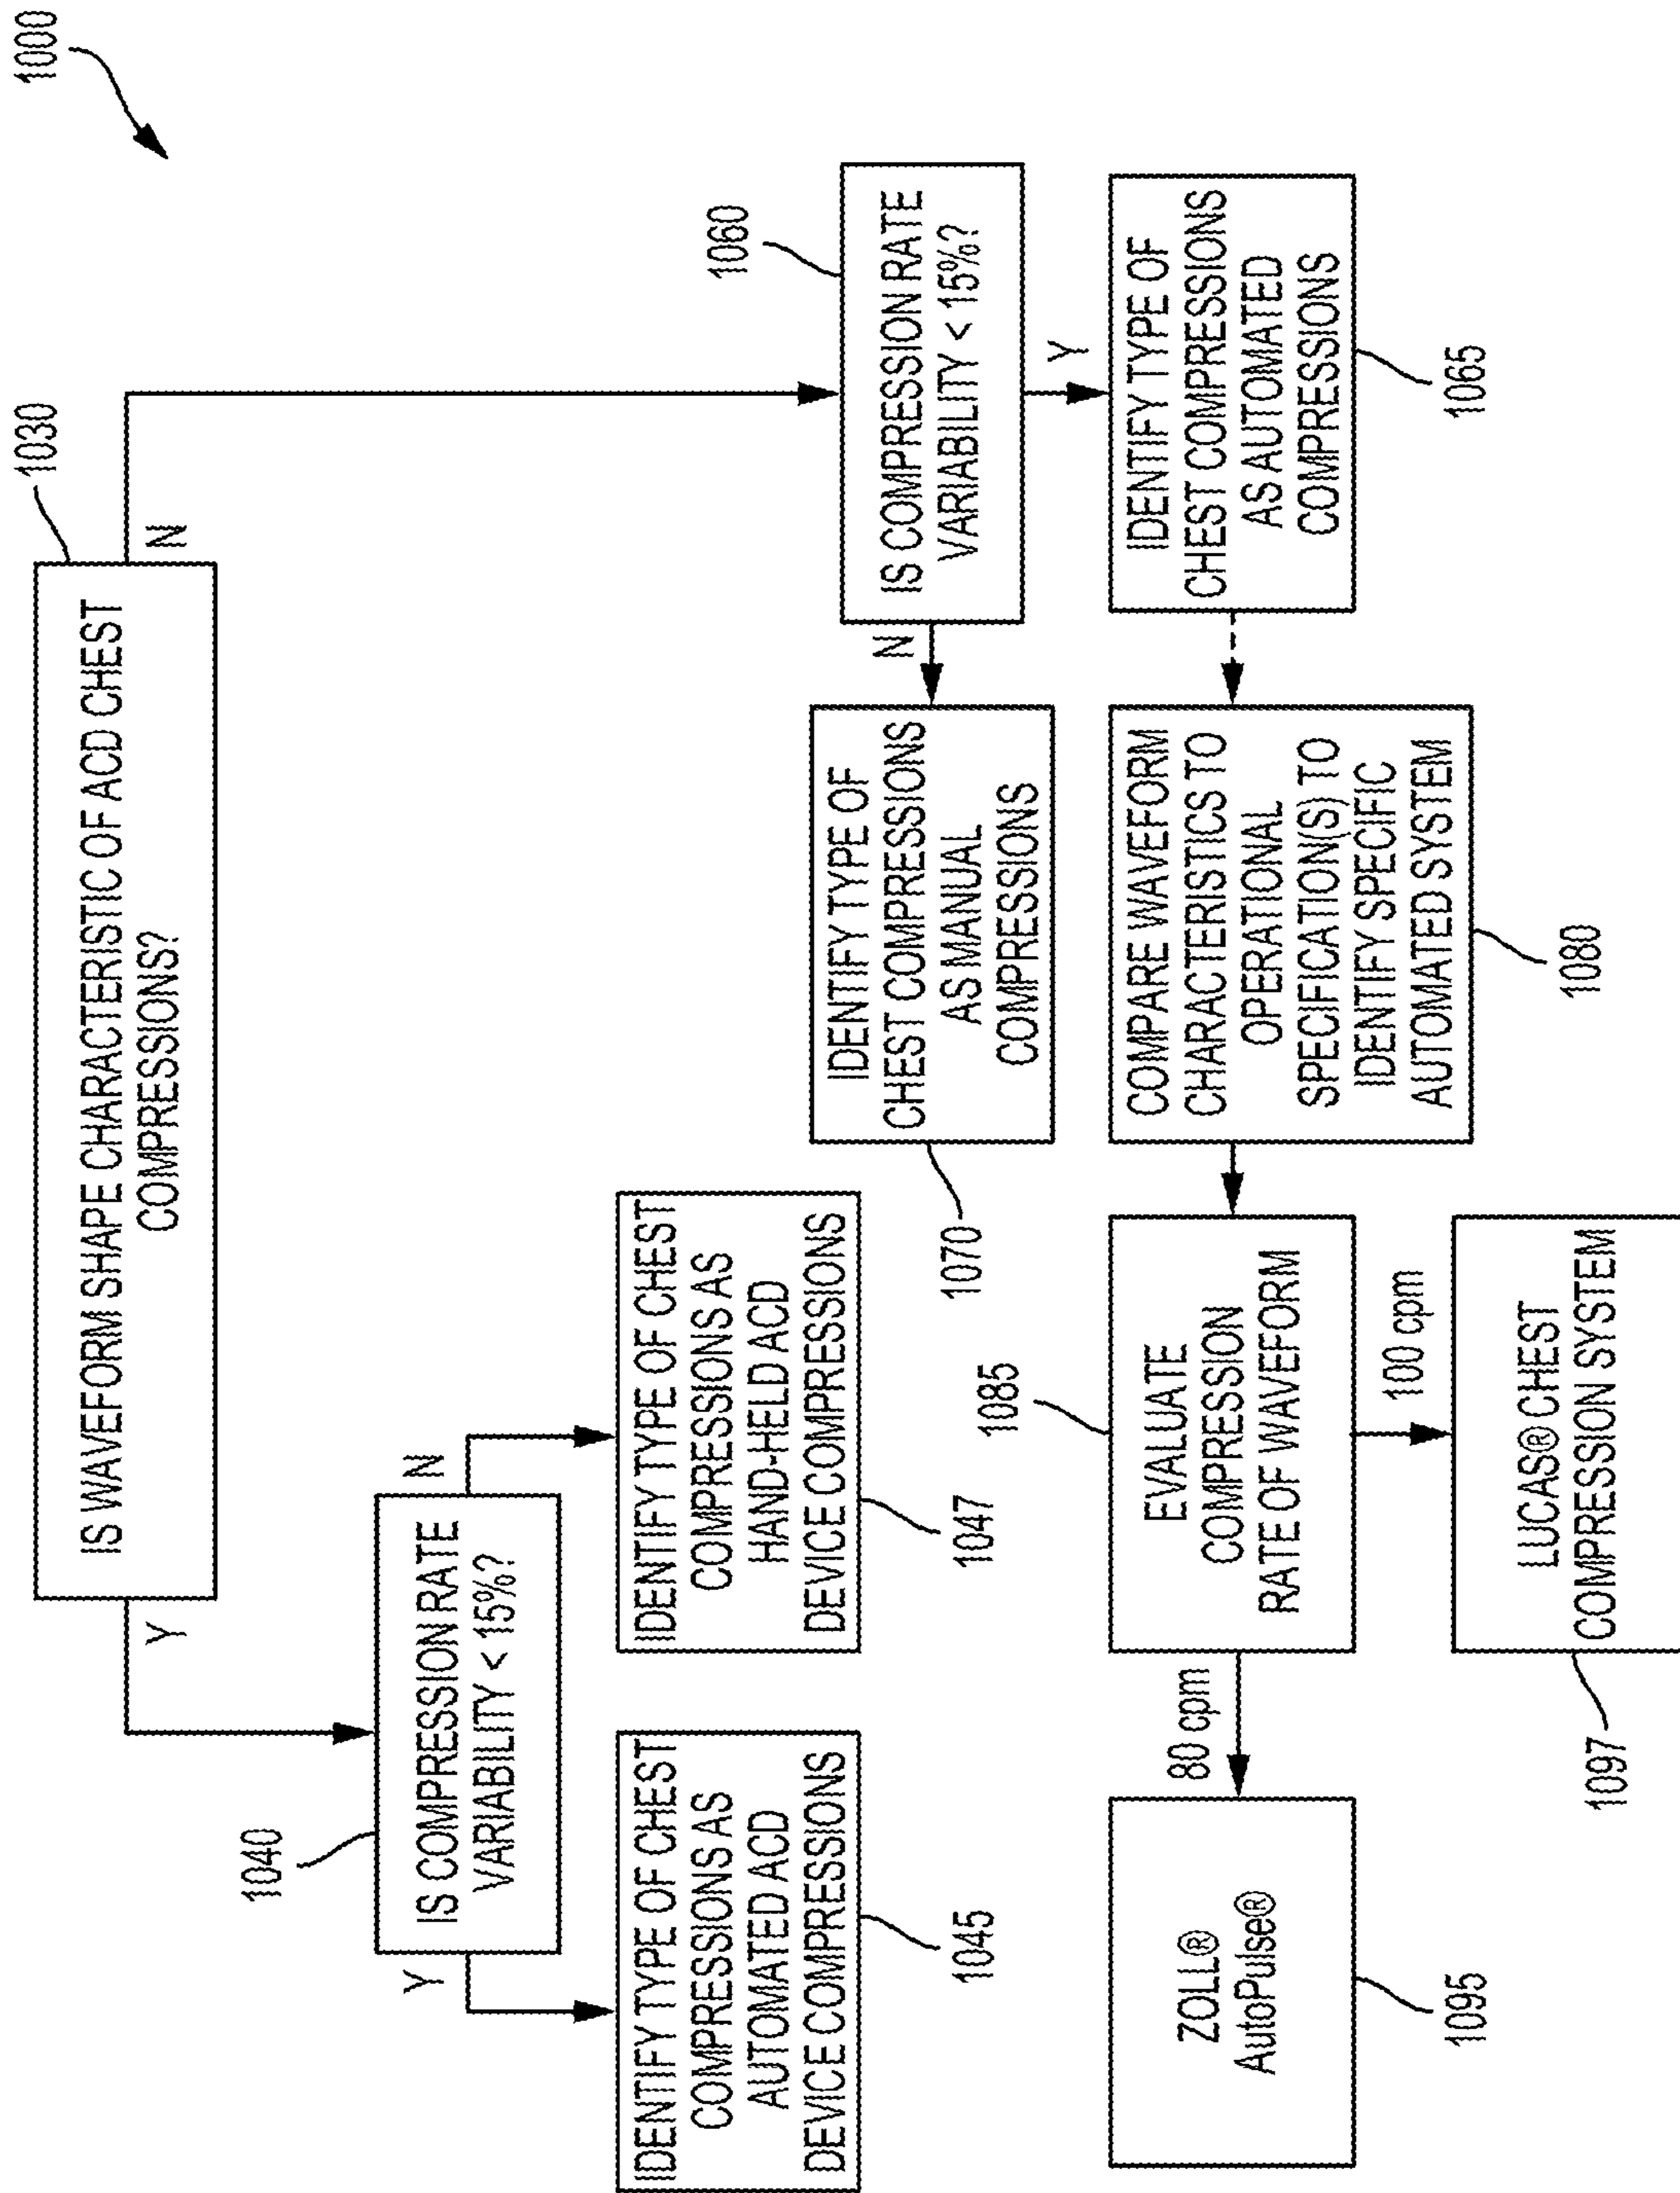 1000
1030
IS WAVEFORM SHAPE CHARACTERISTIC OF ACD CHEST
COMPRESSIONS?
Y
N
1040
IS COMPRESSION RATE
VARIABILITY < 15%?
Y
N
IDENTIFY TYPE OF CHEST
COMPRESSIONS AS
AUTOMATED ACD
DEVICE COMPRESSIONS
1045
IDENTIFY TYPE OF CHEST
COMPRESSIONS AS
HAND-HELD ACD
DEVICE COMPRESSIONS
1047
1060
IS COMPRESSION RATE
VARIABILITY < 15%?
N
Y
IDENTIFY TYPE OF
CHEST COMPRESSIONS
AS MANUAL
COMPRESSIONS
1070
IDENTIFY TYPE OF
CHEST COMPRESSIONS
AS AUTOMATED
COMPRESSIONS
1065
COMPARE WAVEFORM
CHARACTERISTICS TO
OPERATIONAL
SPECIFICATION(S) TO
IDENTIFY SPECIFIC
AUTOMATED SYSTEM
1080
1085
EVALUATE
COMPRESSION
RATE OF WAVEFORM
80 cpm
100 cpm
ZOLL®
AutoPulse®
1095
LUCAS® CHEST
COMPRESSION SYSTEM
1097